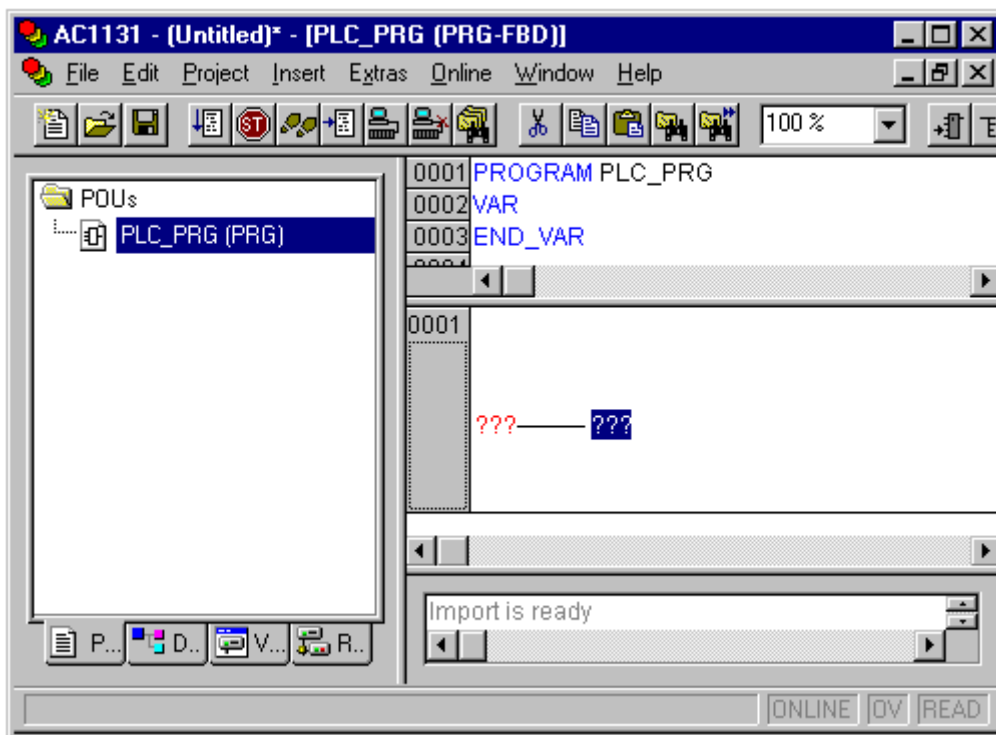 AC1131 - (Untitled)* - [PLC_PRG (PRG-FBD)]
File Edit Project Insert Extras Online Window Help
ST 100 %
POUs
PLC_PRG (PRG)
0001 PROGRAM PLC_PRG
0002 VAR
0003 END_VAR
0001
??? ???
Import is ready
P... D.. V... R..
ONLINE OV READ